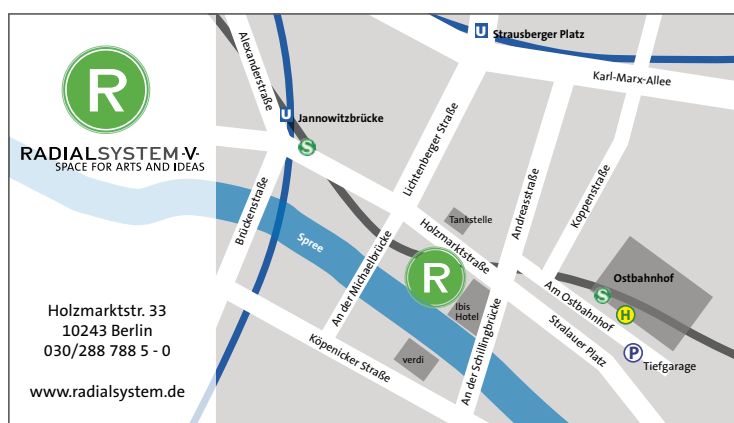 R
RADIALSYSTEM-V-
SPACE FOR ARTS AND IDEAS
Holzmarktstr. 33
10243 Berlin
030/288 788 5 - 0
www.radialsystem.de
U Strausberger Platz
Karl-Marx-Allee
Alexanderstraße
U Jannowitzbrücke
S
Lichtenberger Straße
Andreasstraße
Koppenstraße
Brückenstraße
Spree
An der Michaelbrücke
Tankstelle
Holzmarktstraße
R
Ibis
Hotel
Ostbahnhof
S
H
Am Ostbahnhof
P
Tiefgarage
Stralauer Platz
An der Schillingbrücke
verdi
Köpenicker Straße